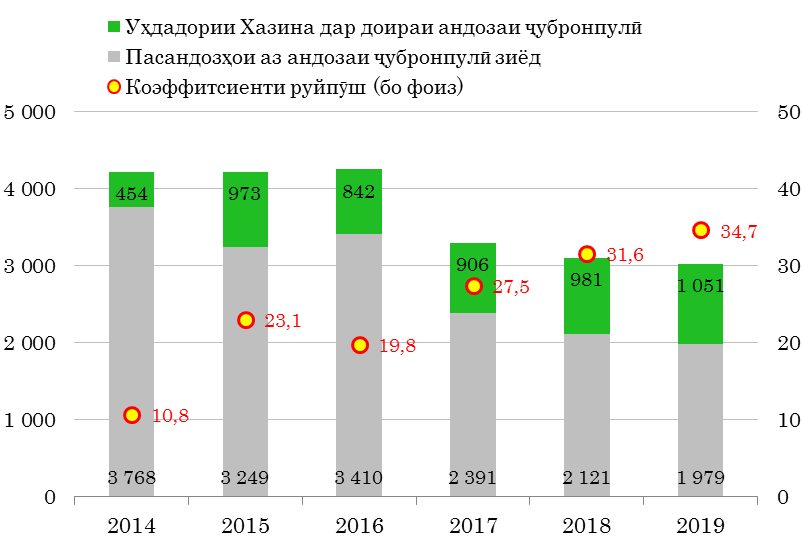 Уҳдадории Хазина дар доираи андозаи ҷубронпулӣ
Пасандозҳои аз андозаи ҷубронпулӣ зиёд
Коэффитсиенти руйпӯш (бо фоиз)
5 000 50
454 973 842
4 000 40
34,7
31,6
906 981 1 051
3 000 30
27,5
23,1
19,8
2 000 20
10,8
1 000 10
3 768 3 249 3 410 2 391 2 121 1 979
0 0
2014 2015 2016 2017 2018 2019